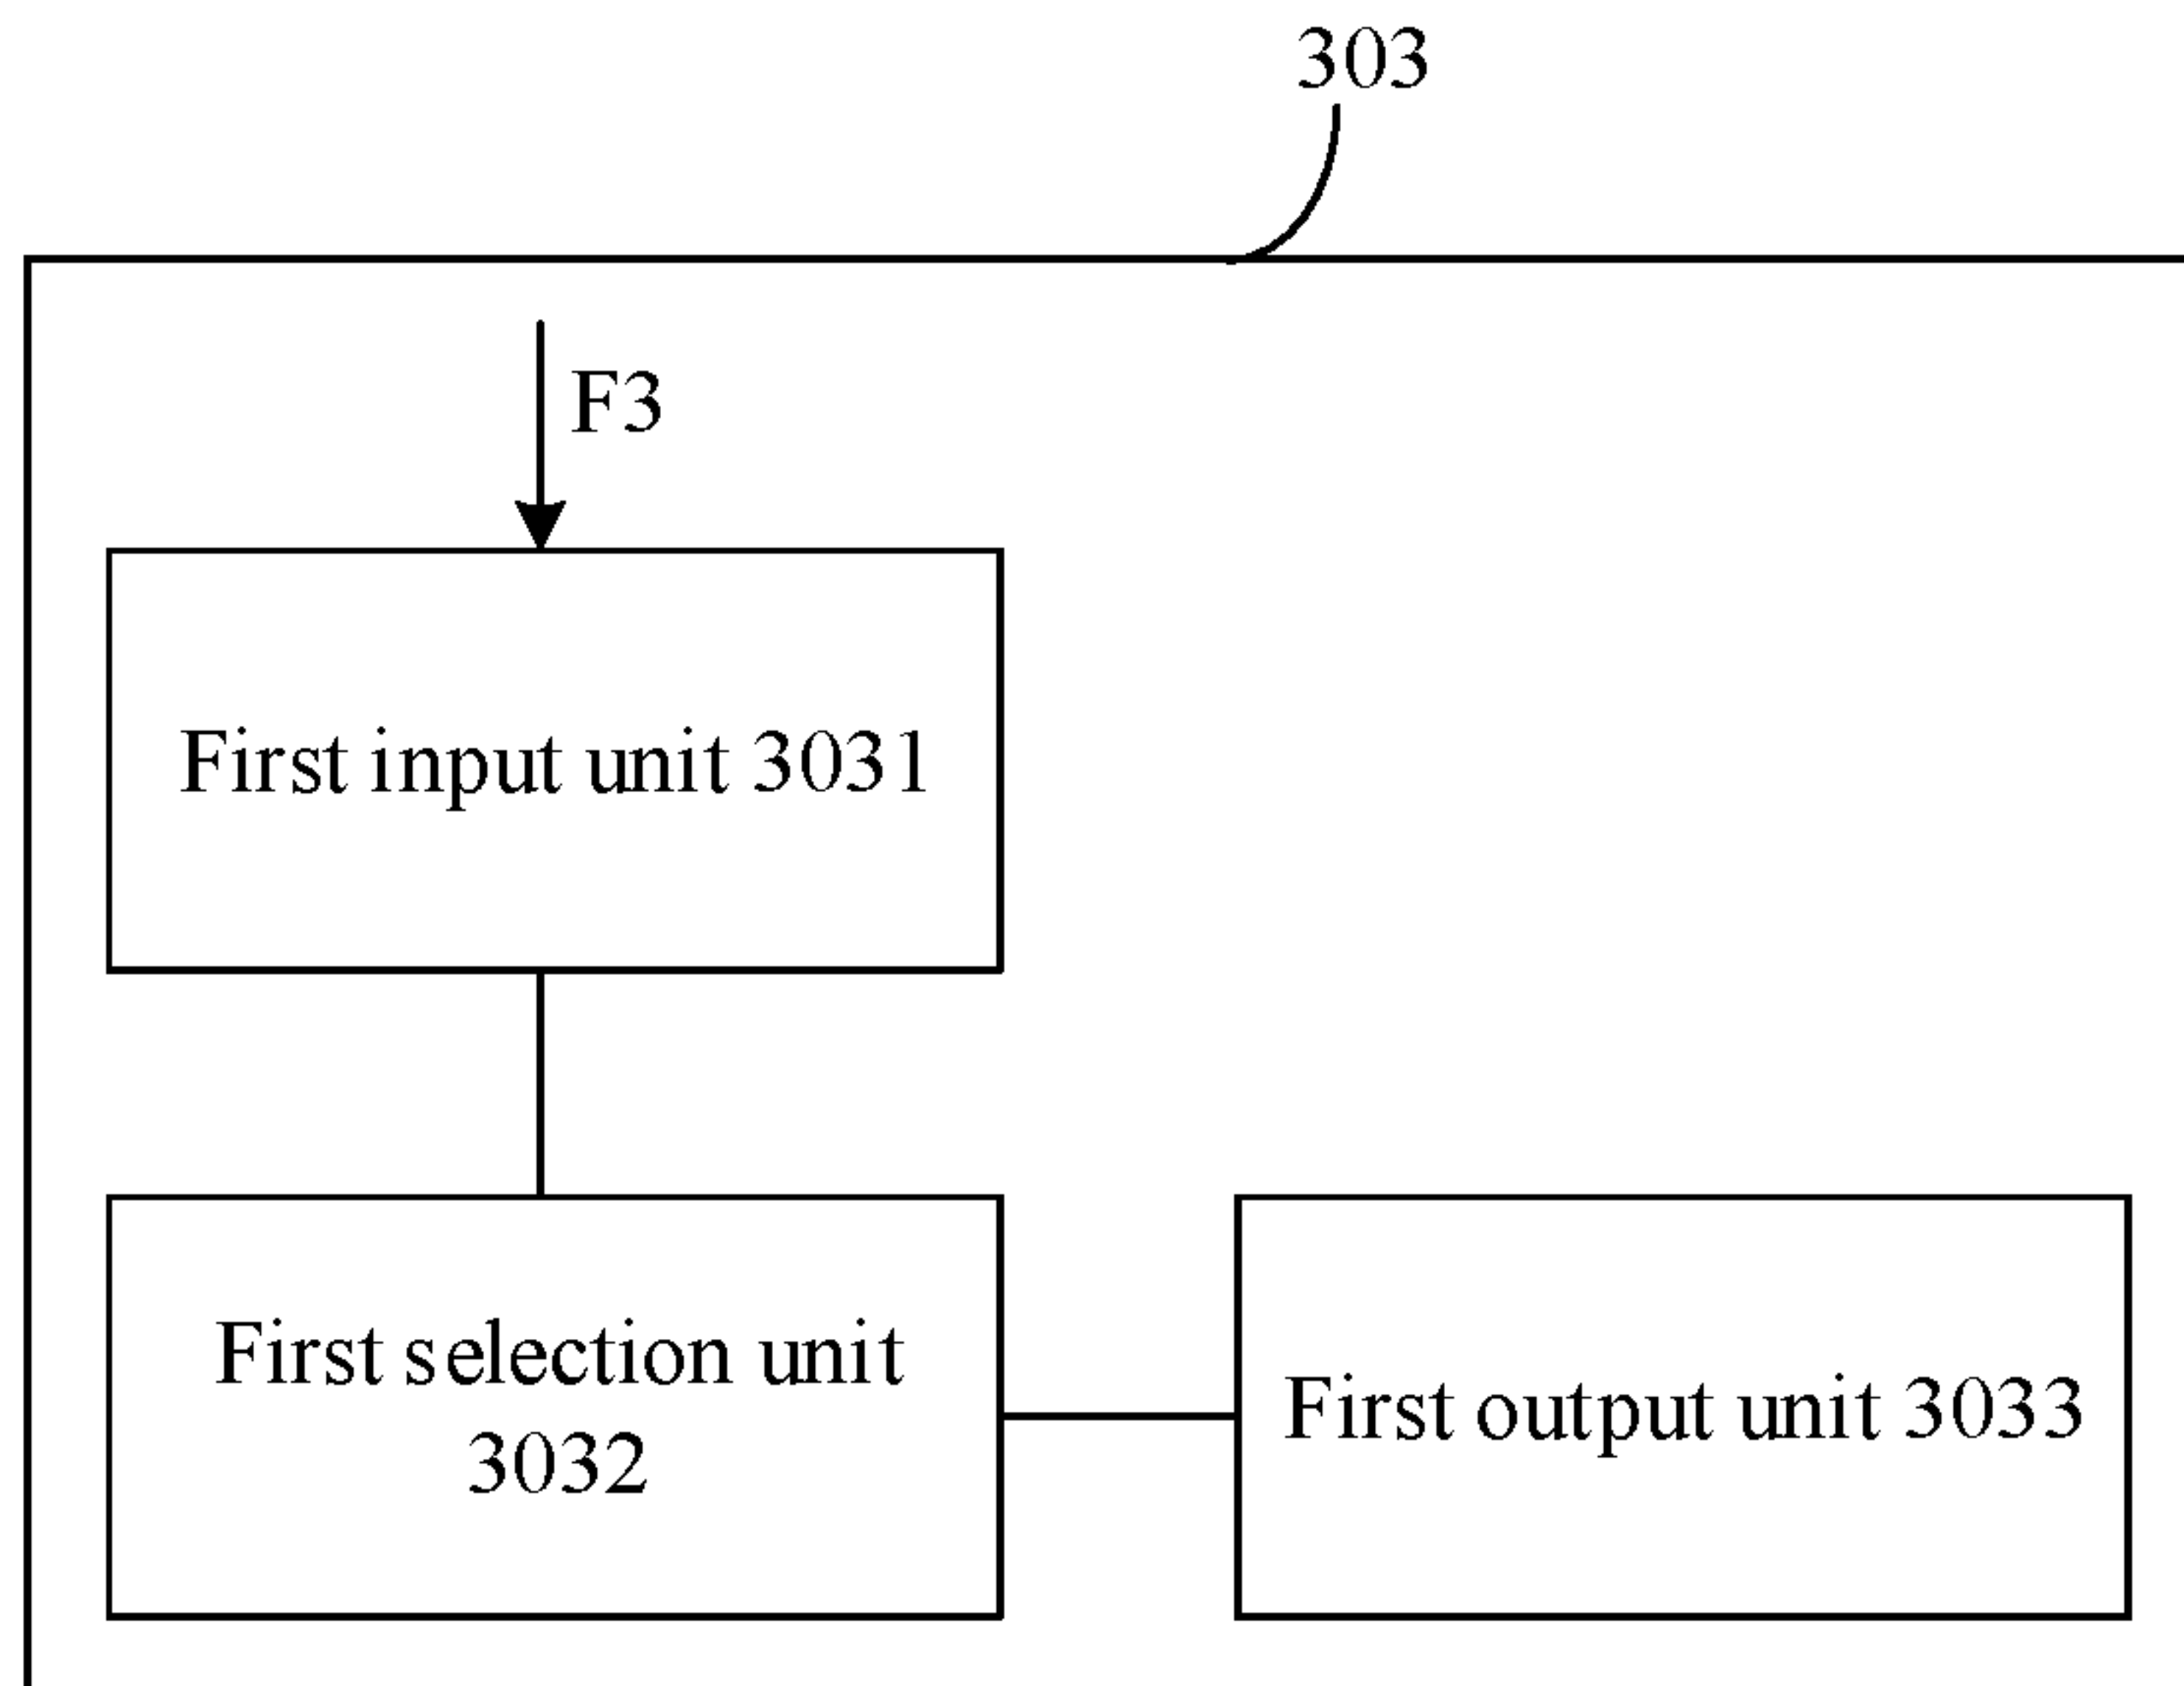 303
F3
First input unit 3031
First selection unit
3032
First output unit 3033